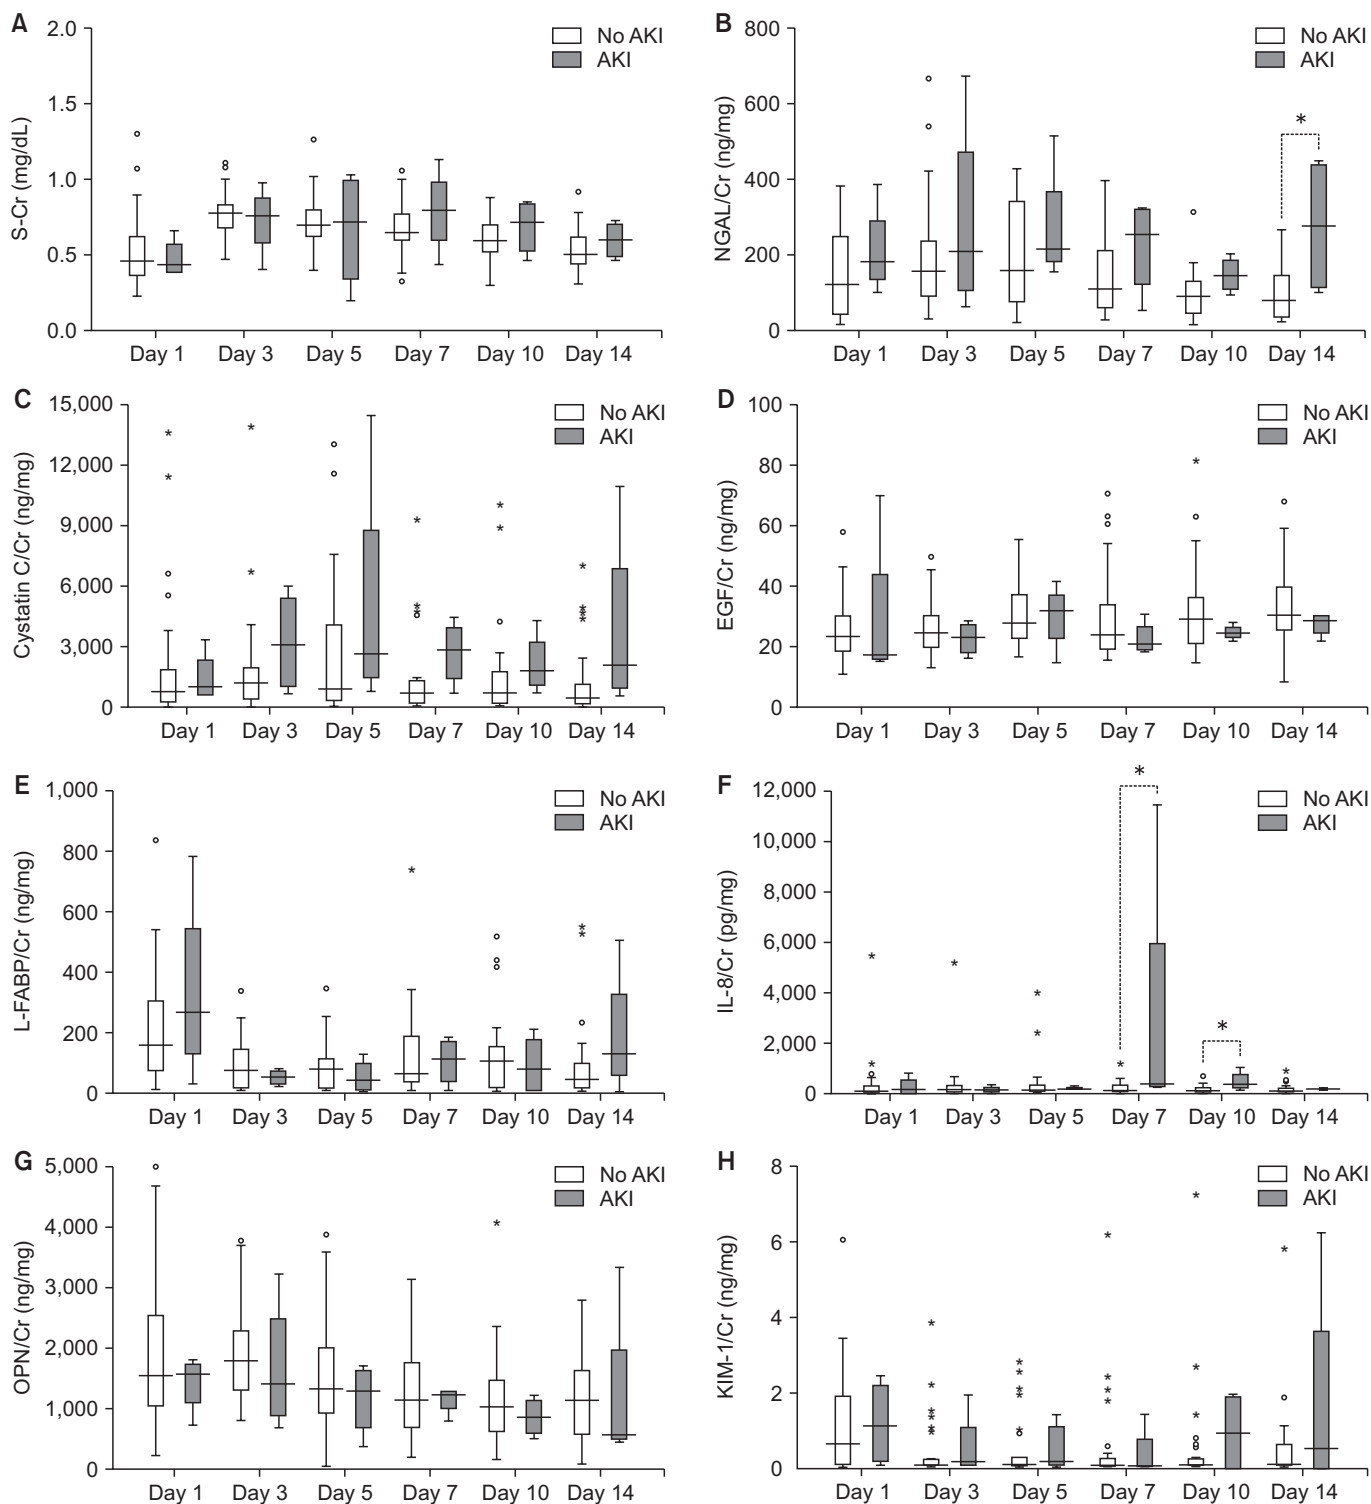 A
S-Cr (mg/dL)
2.0
1.5
1.0
0.5
0.0
No AKI
AKI
Day 1 Day 3 Day 5 Day 7 Day 10 Day 14
B
NGAL/Cr (ng/mg)
800
600
400
200
0
No AKI
AKI
*
Day 1 Day 3 Day 5 Day 7 Day 10 Day 14
C
Cystatin C/Cr (ng/mg)
15,000
12,000
9,000
6,000
3,000
0
No AKI
AKI
Day 1 Day 3 Day 5 Day 7 Day 10 Day 14
D
EGF/Cr (ng/mg)
100
80
60
40
20
0
No AKI
AKI
Day 1 Day 3 Day 5 Day 7 Day 10 Day 14
E
L-FABP/Cr (ng/mg)
1,000
800
600
400
200
0
No AKI
AKI
Day 1 Day 3 Day 5 Day 7 Day 10 Day 14
F
IL-8/Cr (pg/mg)
12,000
10,000
8,000
6,000
4,000
2,000
0
No AKI
AKI
*
*
Day 1 Day 3 Day 5 Day 7 Day 10 Day 14
G
OPN/Cr (ng/mg)
5,000
4,000
3,000
2,000
1,000
0
No AKI
AKI
Day 1 Day 3 Day 5 Day 7 Day 10 Day 14
H
KIM-1/Cr (ng/mg)
8
6
4
2
0
No AKI
AKI
Day 1 Day 3 Day 5 Day 7 Day 10 Day 14